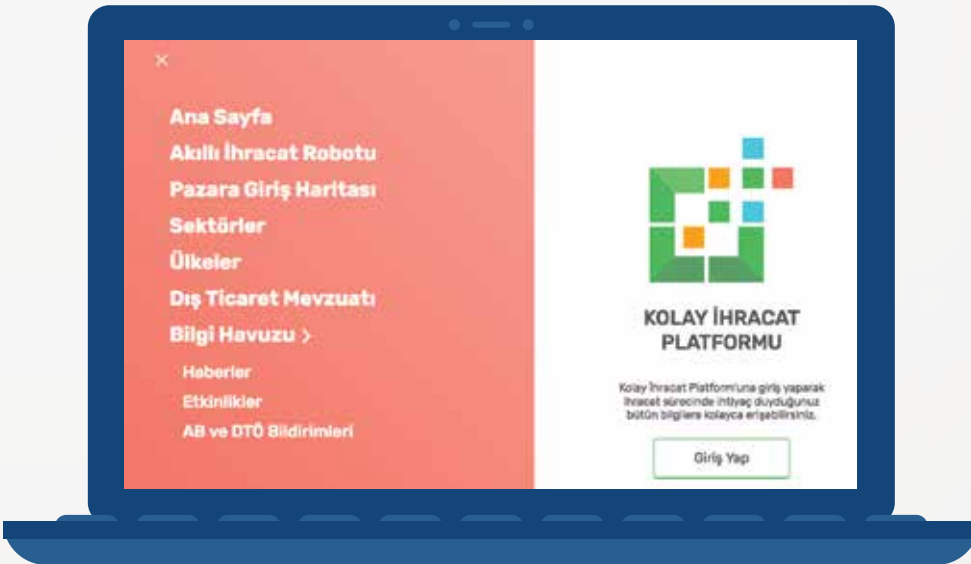 Ana Sayfa
Akıllı İhracat Robotu
Pazara Giriş Haritası
Sektörler
Ülkeler
Dış Ticaret Mevzuatı
Bilgi Havuzu >
Haberler
Etkinlikler
AB ve DTÖ Bildirimleri
KOLAY İHRACAT
PLATFORMU
Kolay İhracat Platform'una giriş yaparak
ihracat sürecinde ihtiyaç duyduğunuz
bütün bilgilere kolayca erişebilirsiniz.
Giriş Yap